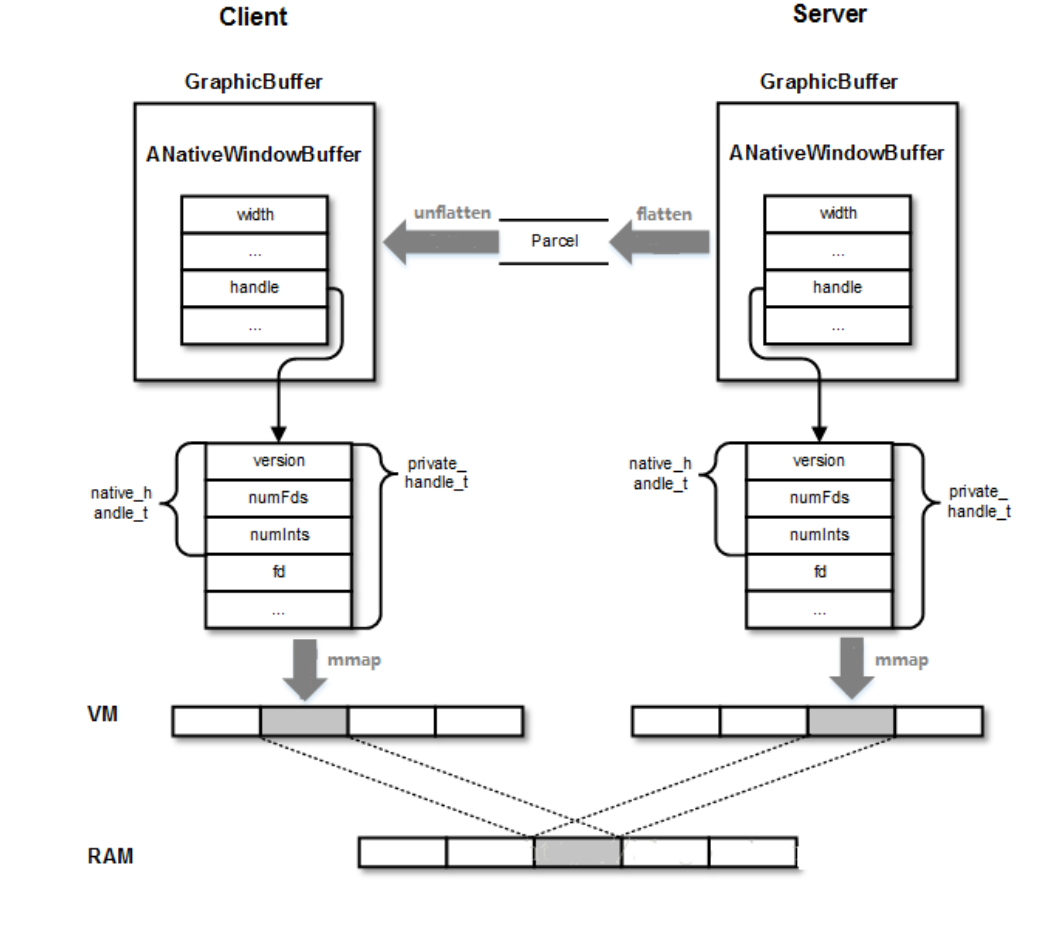 Client
Server
GraphicBuffer
GraphicBuffer
ANativeWindowBuffer
ANativeWindowBuffer
width
...
handle
...
unflatten
Parcel
flatten
width
...
handle
...
native_h
andle_t
version
numFds
numInts
fd
...
private_
handle_t
native_h
andle_t
version
numFds
numInts
fd
...
private_
handle_t
mmap
mmap
VM
RAM